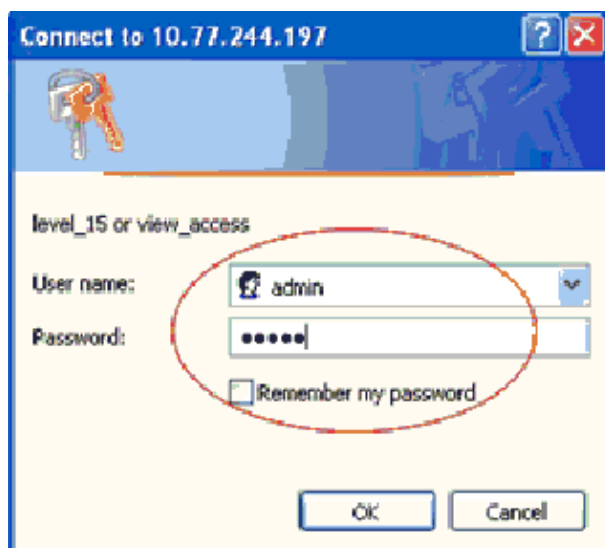 Connect to 10.77.244.197
level_15 or view_access
User name: admin
Password: •••••
Remember my password
OK Cancel